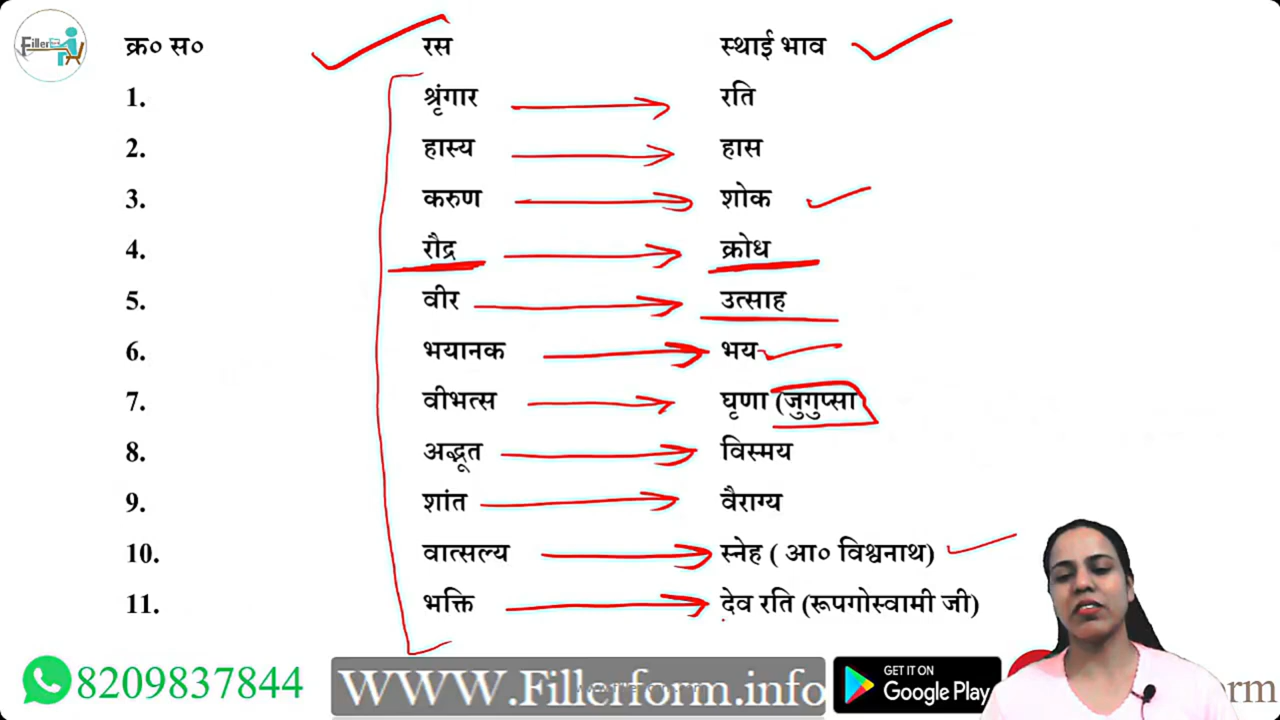 Filler
क्र० स० रस स्थाई भाव
1. श्रृंगार रति
2. हास्य हास
3. करुण शोक
4. रौद्र क्रोध
5. वीर उत्साह
6. भयानक भय
7. वीभत्स घृणा (जुगुप्सा
8. अद्भूत विस्मय
9. शांत वैराग्य
10. वात्सल्य स्नेह ( आ० विश्वनाथ)
11. भक्ति देव रति (रूपगोस्वामी जी)
8209837844 WWW.Fillerform.info GET IT ON Google Play rm